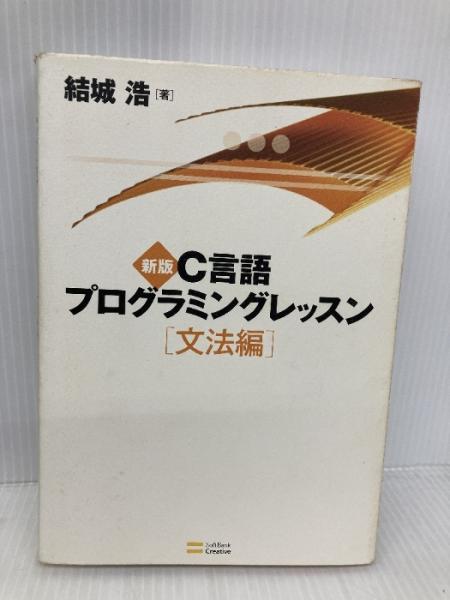 結城 浩[著]
新版 C言語
プログラミングレッスン
[文法編]
SoftBank
Creative